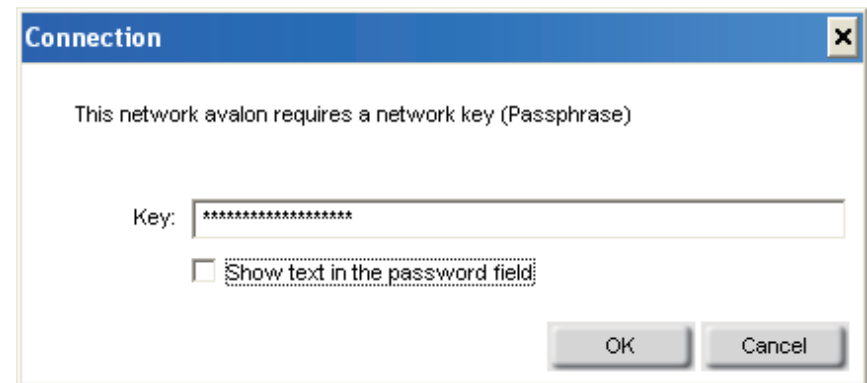 Connection
This network avalon requires a network key (Passphrase)
Key: *******************
Show text in the password field
OK Cancel